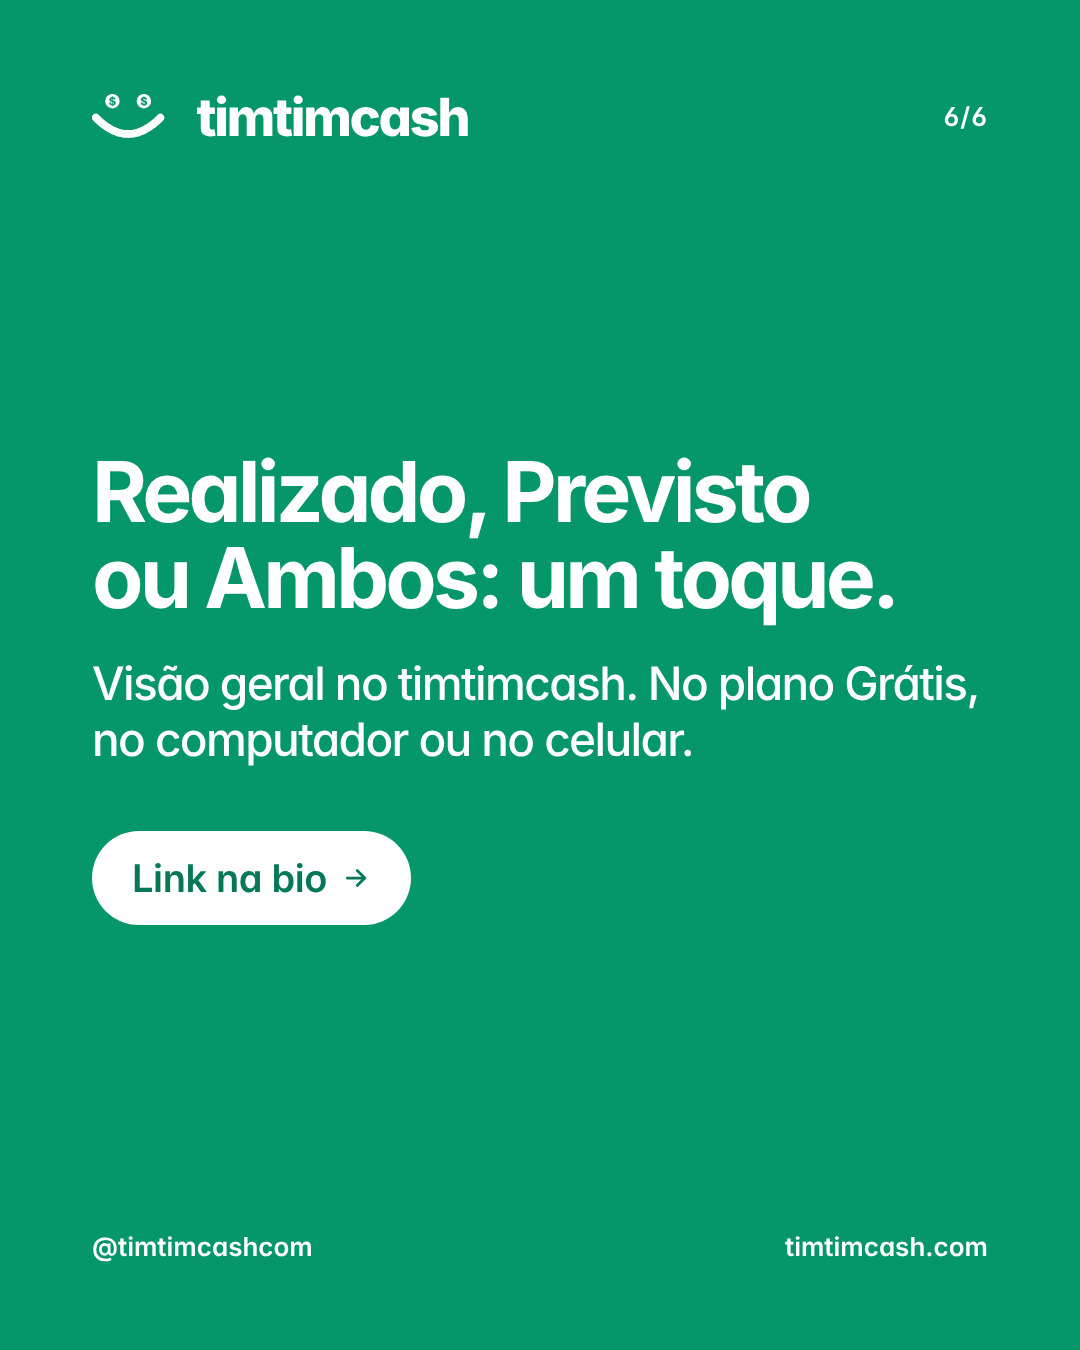 timtimcash
6/6
Realizado, Previsto
ou Ambos: um toque.
Visão geral no timtimcash. No plano Grátis,
no computador ou no celular.
Link na bio →
@timtimcashcom
timtimcash.com